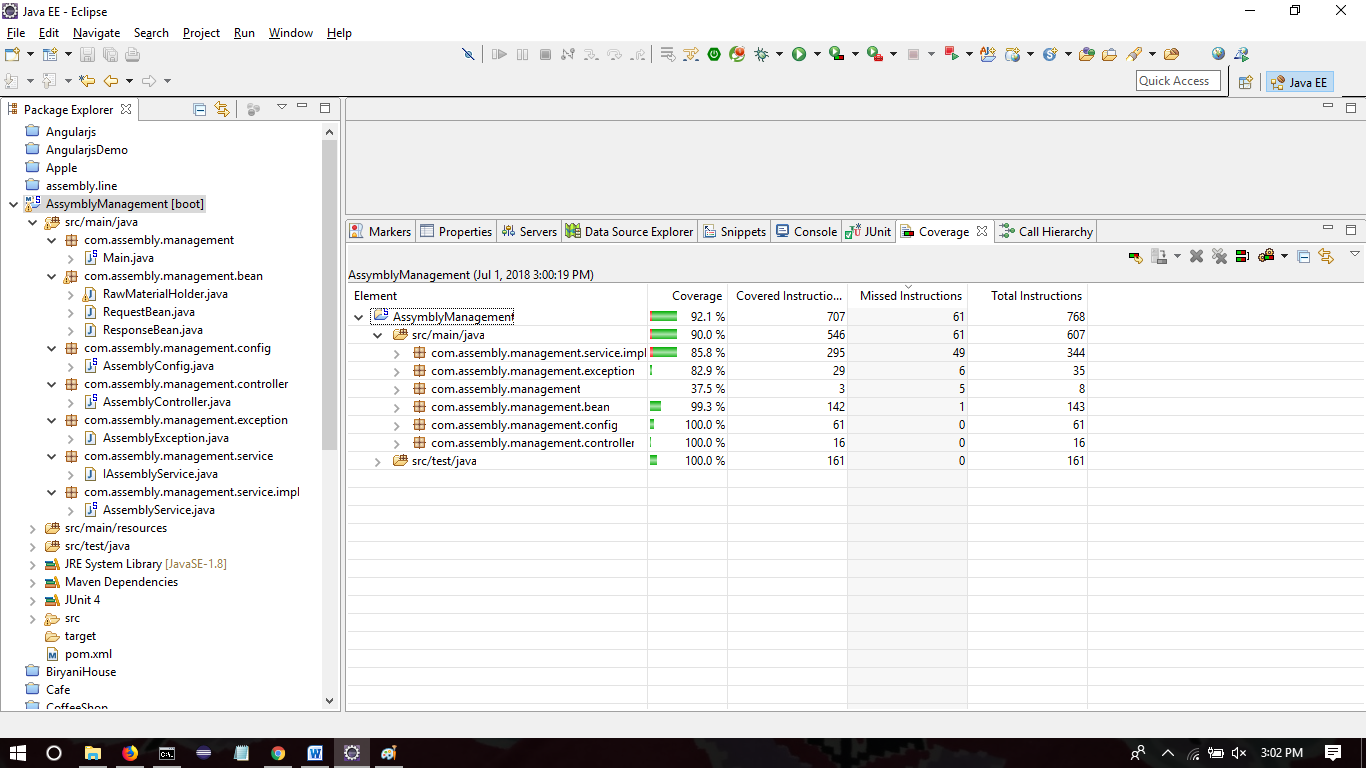 Java EE - Eclipse
File Edit Navigate Search Project Run Window Help
Quick Access
Java EE
Package Explorer
Angularjs
AngularjsDemo
Apple
assembly.line
AssymblyManagement [boot]
src/main/java
com.assembly.management
Main.java
com.assembly.management.bean
RawMaterialHolder.java
RequestBean.java
ResponseBean.java
com.assembly.management.config
AssemblyConfig.java
com.assembly.management.controller
AssemblyController.java
com.assembly.management.exception
AssemblyException.java
com.assembly.management.service
IAssemblyService.java
com.assembly.management.service.impl
AssemblyService.java
src/main/resources
src/test/java
JRE System Library [JavaSE-1.8]
Maven Dependencies
JUnit 4
src
target
pom.xml
BiryaniHouse
Cafe
CoffeeShop
Markers Properties Servers Data Source Explorer Snippets Console JUnit Coverage Call Hierarchy
AssymblyManagement (Jul 1, 2018 3:00:19 PM)
Element Coverage Covered Instructio... Missed Instructions Total Instructions
AssymblyManagement 92.1 % 707 61 768
src/main/java 90.0 % 546 61 607
com.assembly.management.service.impl 85.8 % 295 49 344
com.assembly.management.exception 82.9 % 29 6 35
com.assembly.management 37.5 % 3 5 8
com.assembly.management.bean 99.3 % 142 1 143
com.assembly.management.config 100.0 % 61 0 61
com.assembly.management.controller 100.0 % 16 0 16
src/test/java 100.0 % 161 0 161
3:02 PM